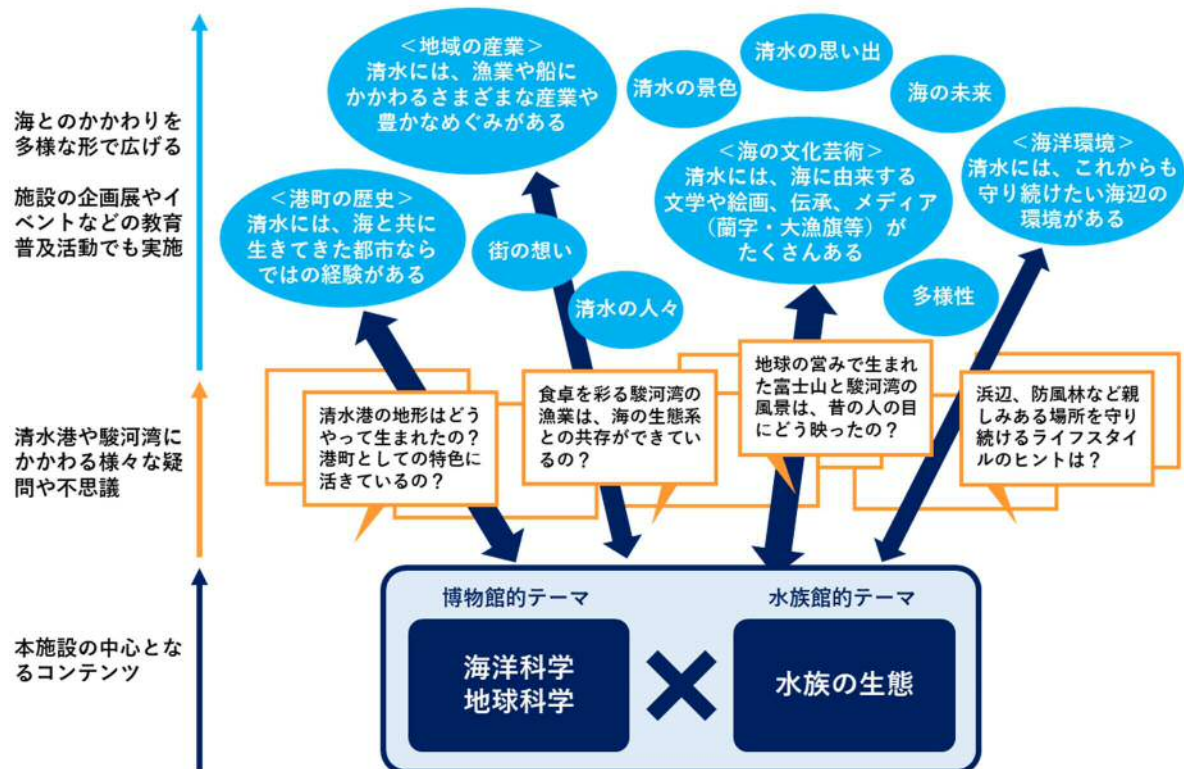 海とのかかわりを
多様な形で広げる
施設の企画展やイ
ベントなどの教育
普及活動でも実施
＜地域の産業＞
清水には、漁業や船に
かかわるさまざまな産業や
豊かなめぐみがある
清水の景色
清水の思い出
海の未来
＜港町の歴史＞
清水には、海と共に
生きてきた都市なら
ではの経験がある
街の想い
清水の人々
＜海の文化芸術＞
清水には、海に由来する
文学や絵画、伝承、メディア
（蘭字・大漁旗等）が
たくさんある
＜海洋環境＞
清水には、これからも
守り続けたい海辺の
環境がある
多様性
清水港や駿河湾に
かかわる様々な疑
問や不思議
清水港の地形はどう
やって生まれたの？
港町としての特色に
活きているの？
食卓を彩る駿河湾の
漁業は、海の生態系
との共存ができてい
るの？
地球の営みで生まれ
た富士山と駿河湾の
風景は、昔の人の目
にどう映ったの？
浜辺、防風林など親
しみある場所を守り
続けるライフスタイ
ルのヒントは？
本施設の中心とな
るコンテンツ
博物館的テーマ
海洋科学
地球科学
水族館的テーマ
水族の生態